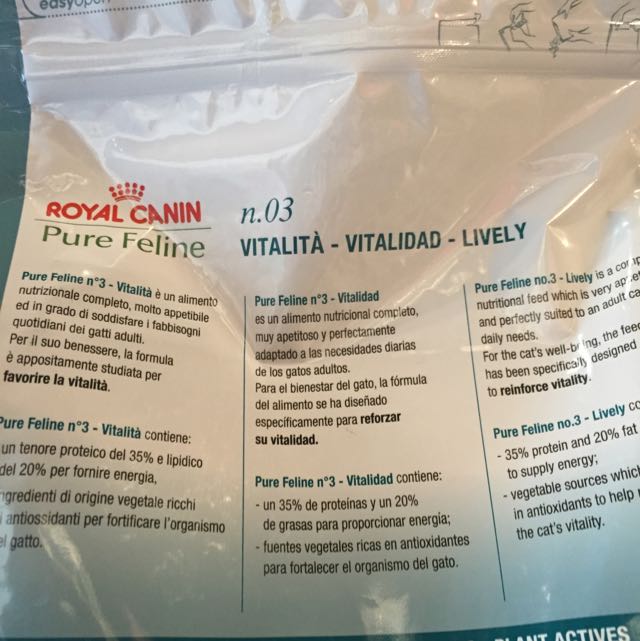 easyopen
ROYAL CANIN
Pure Feline
n.03
VITALITÀ - VITALIDAD - LIVELY
Pure Feline n°3 - Vitalità è un alimento
nutrizionale completo, molto appetibile
ed in grado di soddisfare i fabbisogni
quotidiani dei gatti adulti.
Per il suo benessere, la formula
è appositamente studiata per
favorire la vitalità.
Pure Feline n°3 - Vitalità contiene:
un tenore proteico del 35% e lipidico
del 20% per fornire energia,
ingredienti di origine vegetale ricchi
antiossidanti per fortificare l'organismo
el gatto.
Pure Feline n°3 - Vitalidad
es un alimento nutricional completo,
muy apetitoso y perfectamente
adaptado a las necesidades diarias
de los gatos adultos.
Para el bienestar del gato, la fórmula
del alimento se ha diseñado
específicamente para reforzar
su vitalidad.
Pure Feline n°3 - Vitalidad contiene:
- un 35% de proteínas y un 20%
de grasas para proporcionar energía;
- fuentes vegetales ricas en antioxidantes
para fortalecer el organismo del gato.
Pure Feline no.3 - Lively is a
nutritional feed which is very
and perfectly suited to an adult
daily needs.
For the cat's well-being, the
has been specifically designed
to reinforce vitality.
Pure Feline no.3 - Lively
- 35% protein and 20% fat
to supply energy;
- vegetable sources which
in antioxidants to help
the cat's vitality.
PLANT ACTIVES